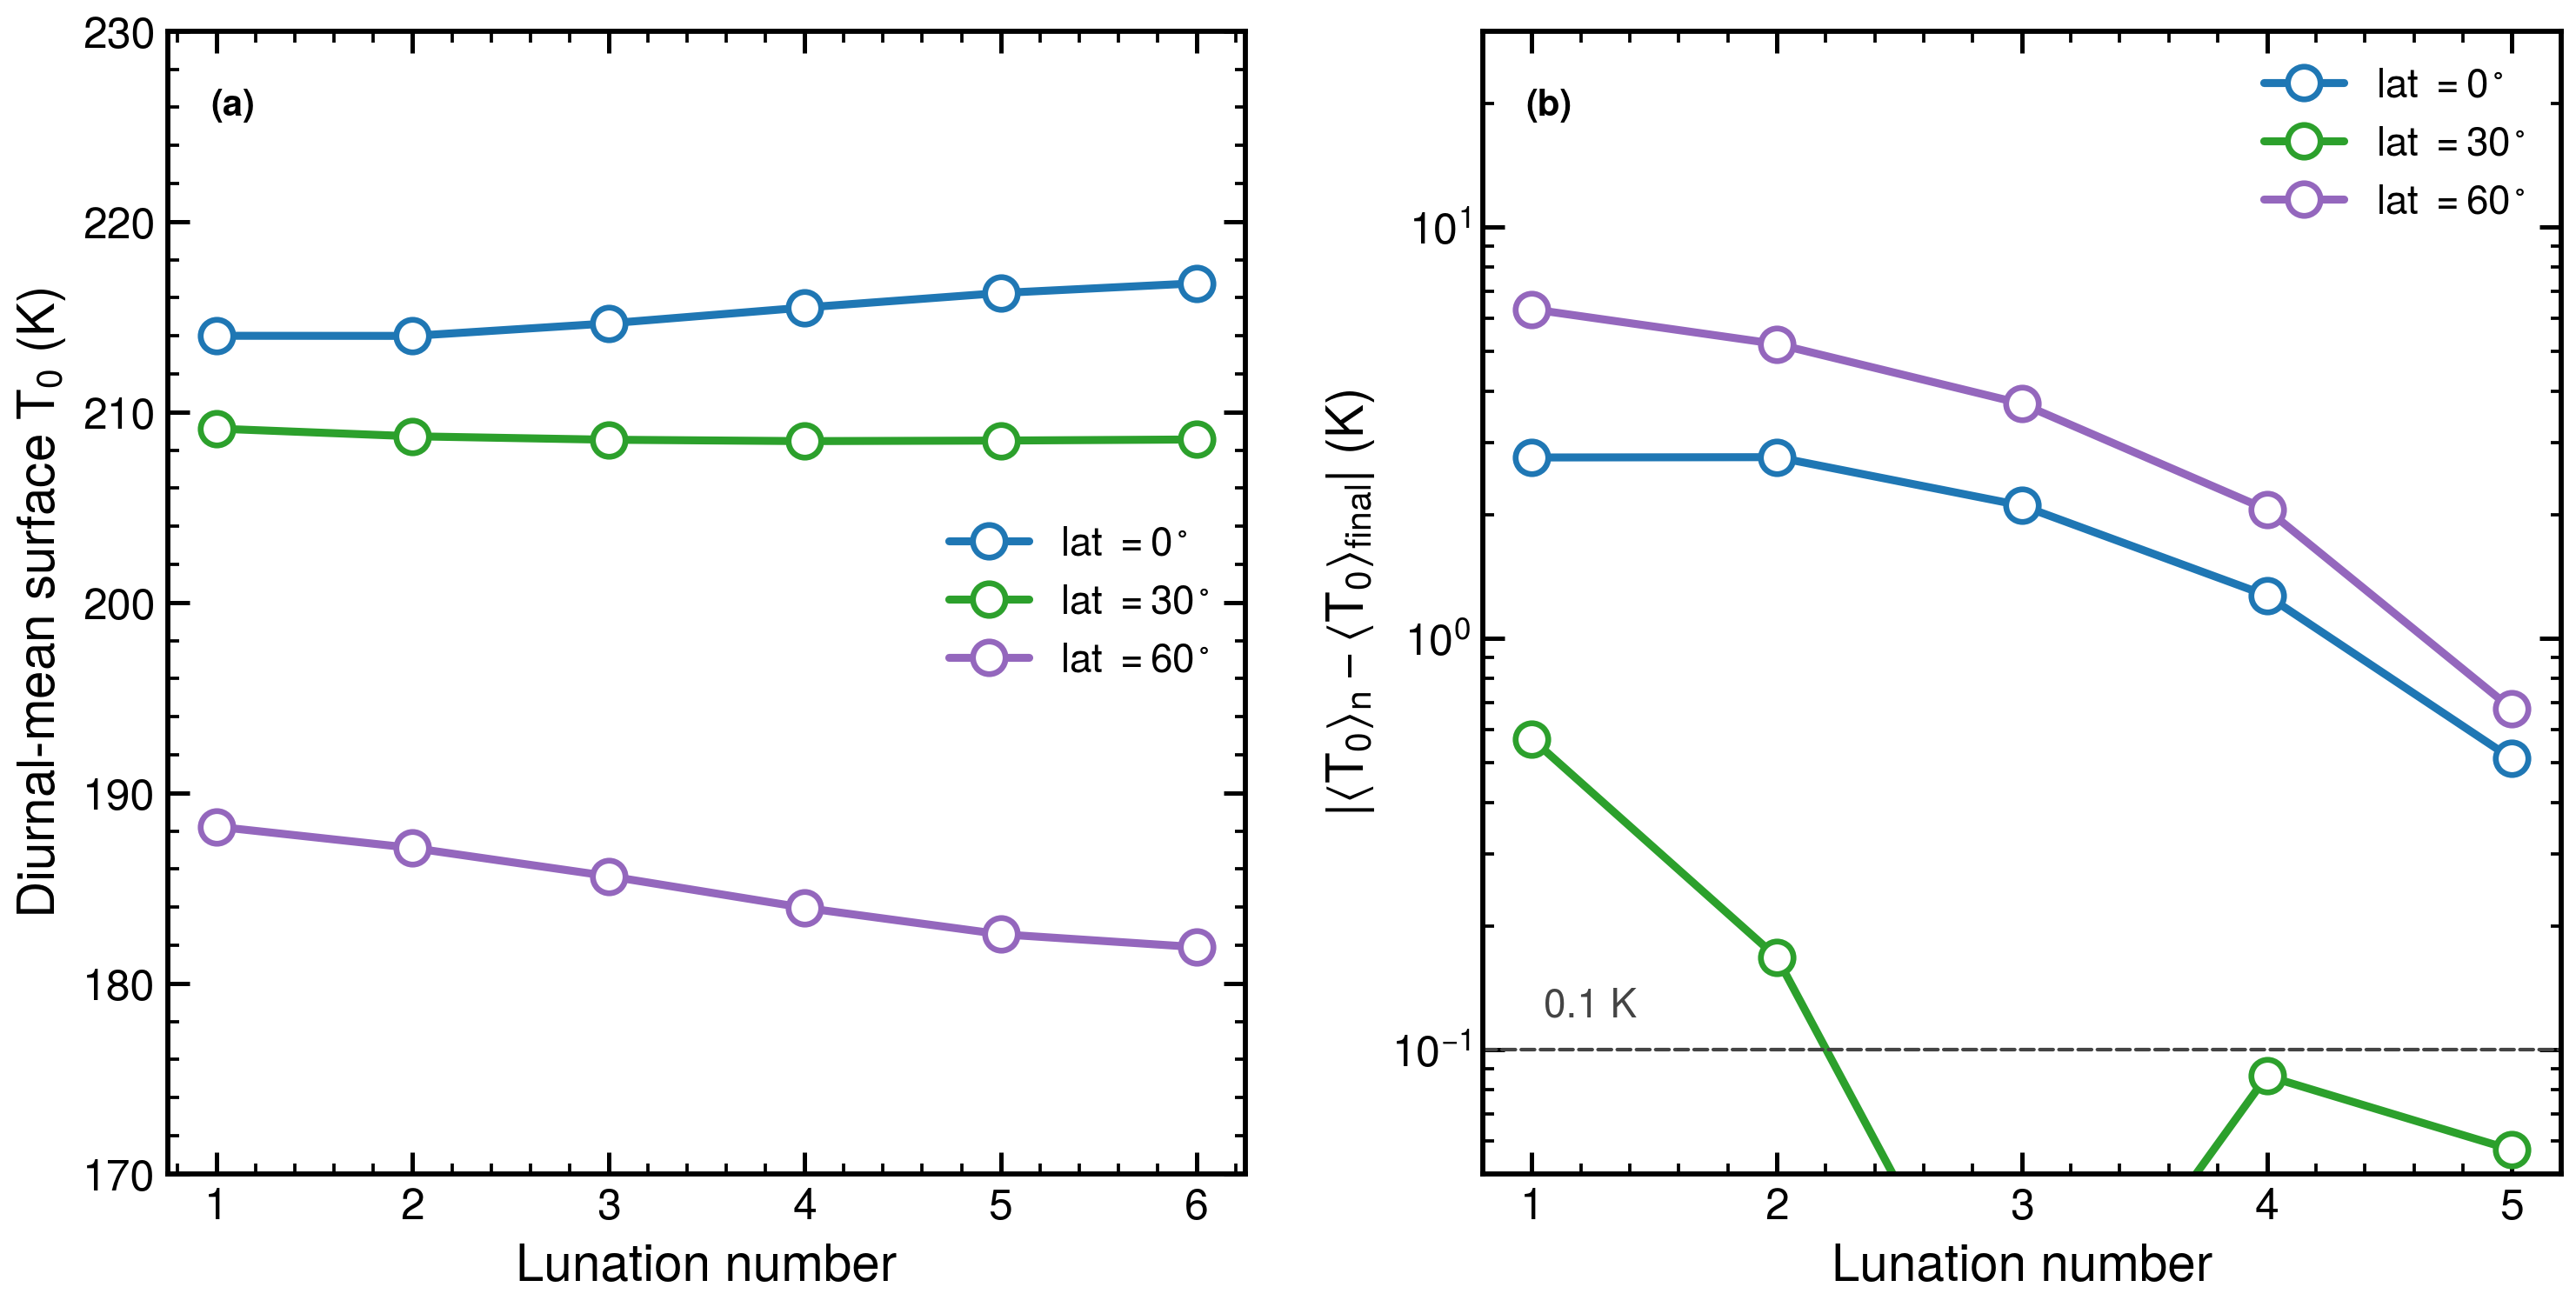 (a)
Diurnal-mean surface T₀ (K)
230
220
210
200
190
180
170
1 2 3 4 5 6
Lunation number
lat = 0°
lat = 30°
lat = 60°
(b)
|⟨T₀⟩ₙ − ⟨T₀⟩final| (K)
10¹
10⁰
10⁻¹
0.1 K
1 2 3 4 5
Lunation number
lat = 0°
lat = 30°
lat = 60°